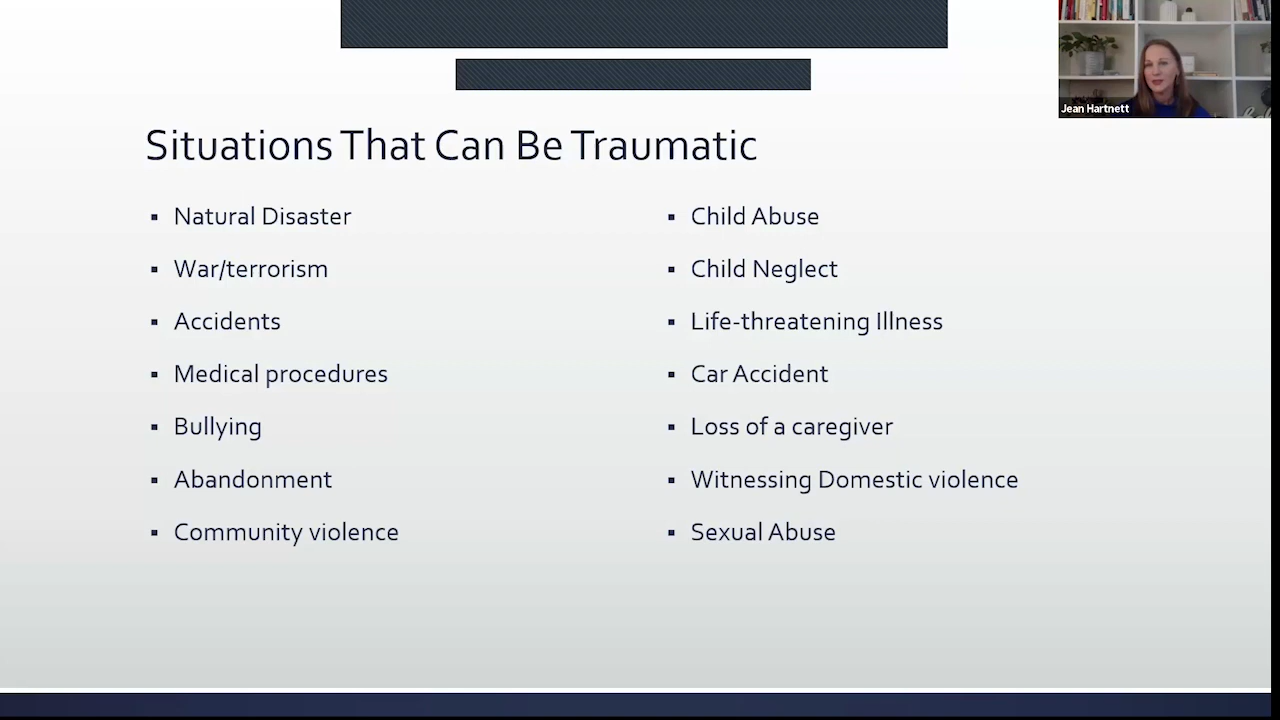 Jean Hartnett
Situations That Can Be Traumatic
▪ Natural Disaster
▪ War/terrorism
▪ Accidents
▪ Medical procedures
▪ Bullying
▪ Abandonment
▪ Community violence
▪ Child Abuse
▪ Child Neglect
▪ Life-threatening Illness
▪ Car Accident
▪ Loss of a caregiver
▪ Witnessing Domestic violence
▪ Sexual Abuse